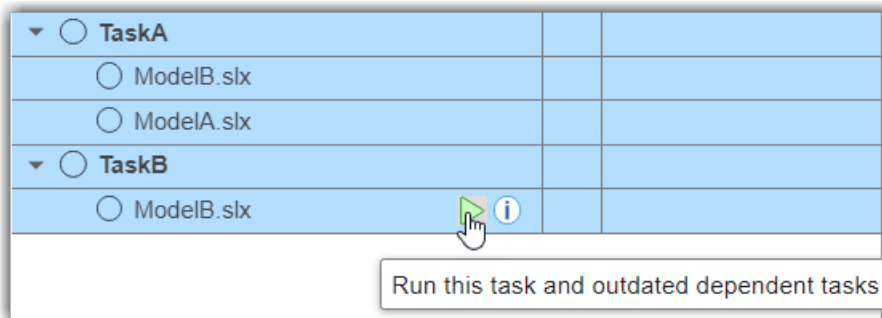 TaskA
ModelB.slx
ModelA.slx
TaskB
ModelB.slx i
Run this task and outdated dependent tasks